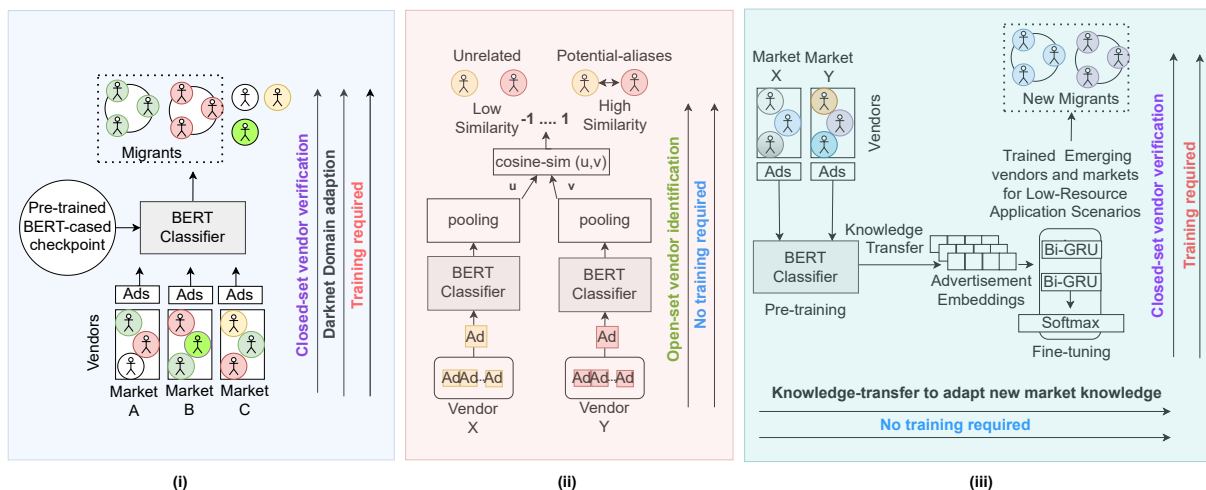 Migrants
Pre-trained
BERT-cased
checkpoint
BERT
Classifier
Ads
Ads
Ads
Vendors
Market
A
Market
B
Market
C
Closed-set vendor verification
Darknet Domain adaption
Training required
(i)
Unrelated
Potential-aliases
Low
Similarity
-1 .... 1
High
Similarity
cosine-sim (u,v)
u
v
pooling
pooling
BERT
Classifier
BERT
Classifier
Ad
Ad
AdAd...Ad
AdAd...Ad
Vendor
X
Vendor
Y
Open-set vendor identification
No training required
(ii)
Market
X
Market
Y
Vendors
Ads
Ads
BERT
Classifier
Pre-training
Knowledge
Transfer
Advertisement
Embeddings
New Migrants
Trained Emerging
vendors and markets
for Low-Resource
Application Scenarios
Bi-GRU
Bi-GRU
Softmax
Fine-tuning
Closed-set vendor verification
Training required
Knowledge-transfer to adapt new market knowledge
No training required
(iii)